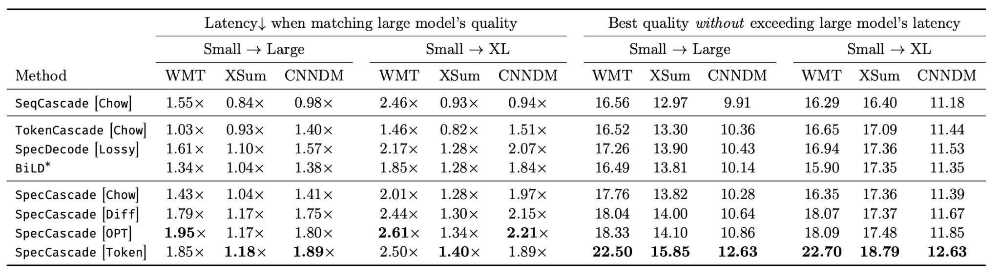 Latency↓ when matching large model's quality Best quality without exceeding large model's latency
Small → Large Small → XL Small → Large Small → XL
Method WMT XSum CNNDM WMT XSum CNNDM WMT XSum CNNDM WMT XSum CNNDM
SeqCascade [Chow] 1.55× 0.84× 0.98× 2.46× 0.93× 0.94× 16.56 12.97 9.91 16.29 16.40 11.18
TokenCascade [Chow] 1.03× 0.93× 1.40× 1.46× 0.82× 1.51× 16.52 13.30 10.36 16.65 17.09 11.44
SpecDecode [Lossy] 1.61× 1.10× 1.57× 2.17× 1.28× 2.07× 17.26 13.90 10.43 16.94 17.36 11.53
BiLD* 1.34× 1.04× 1.38× 1.85× 1.28× 1.84× 16.49 13.81 10.14 15.90 17.35 11.35
SpecCascade [Chow] 1.43× 1.04× 1.41× 2.01× 1.28× 1.97× 17.76 13.82 10.28 16.35 17.36 11.39
SpecCascade [Diff] 1.79× 1.17× 1.75× 2.44× 1.30× 2.15× 18.04 14.00 10.64 18.07 17.37 11.67
SpecCascade [OPT] 1.95× 1.17× 1.80× 2.61× 1.34× 2.21× 18.33 14.10 10.86 18.09 17.48 11.85
SpecCascade [Token] 1.85× 1.18× 1.89× 2.50× 1.40× 1.89× 22.50 15.85 12.63 22.70 18.79 12.63